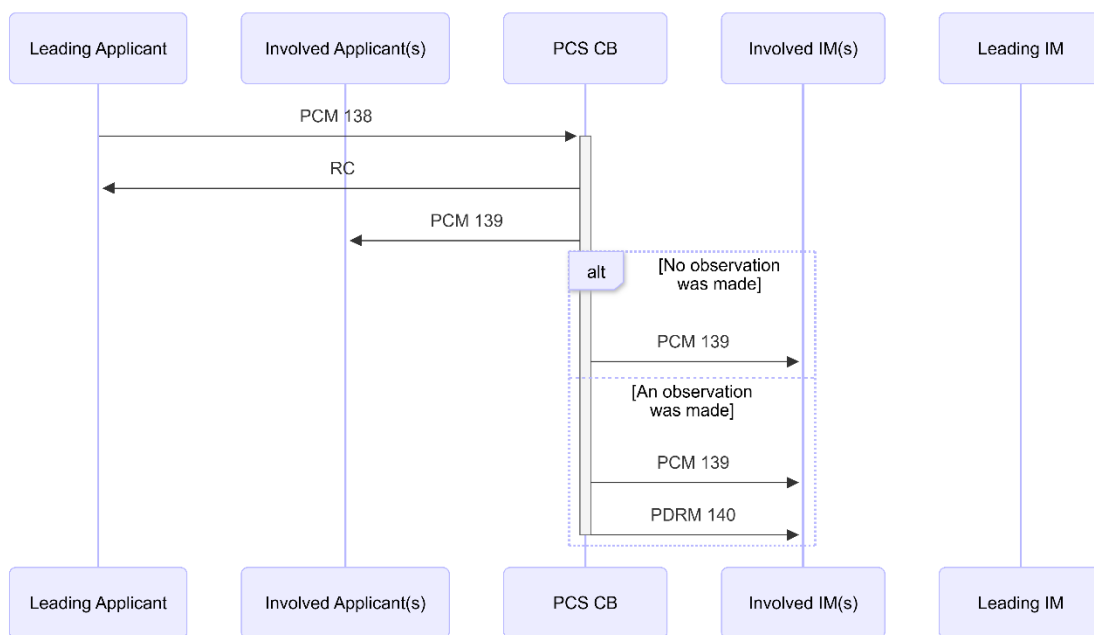 Leading Applicant
Involved Applicant(s)
PCS CB
Involved IM(s)
Leading IM
PCM 138
RC
PCM 139
alt
[No observation
was made]
PCM 139
[An observation
was made]
PCM 139
PDRM 140
Leading Applicant
Involved Applicant(s)
PCS CB
Involved IM(s)
Leading IM